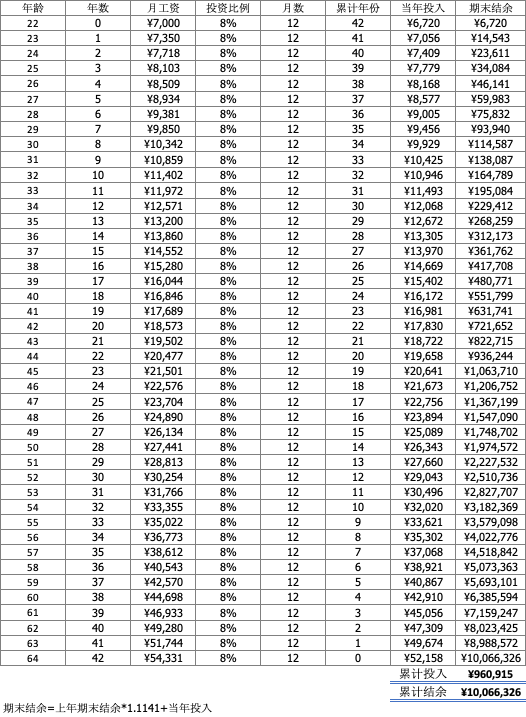 年龄 年数 月工资 投资比例 月数 累计年份 当年投入 期末结余
22 0 ¥7,000 8% 12 42 ¥6,720 ¥6,720
23 1 ¥7,350 8% 12 41 ¥7,056 ¥14,543
24 2 ¥7,718 8% 12 40 ¥7,409 ¥23,611
25 3 ¥8,103 8% 12 39 ¥7,779 ¥34,084
26 4 ¥8,509 8% 12 38 ¥8,168 ¥46,141
27 5 ¥8,934 8% 12 37 ¥8,577 ¥59,983
28 6 ¥9,381 8% 12 36 ¥9,005 ¥75,832
29 7 ¥9,850 8% 12 35 ¥9,456 ¥93,940
30 8 ¥10,342 8% 12 34 ¥9,929 ¥114,587
31 9 ¥10,859 8% 12 33 ¥10,425 ¥138,087
32 10 ¥11,402 8% 12 32 ¥10,946 ¥164,789
33 11 ¥11,972 8% 12 31 ¥11,493 ¥195,084
34 12 ¥12,571 8% 12 30 ¥12,068 ¥229,412
35 13 ¥13,200 8% 12 29 ¥12,672 ¥268,259
36 14 ¥13,860 8% 12 28 ¥13,305 ¥312,173
37 15 ¥14,552 8% 12 27 ¥13,970 ¥361,762
38 16 ¥15,280 8% 12 26 ¥14,669 ¥417,708
39 17 ¥16,044 8% 12 25 ¥15,402 ¥480,771
40 18 ¥16,846 8% 12 24 ¥16,172 ¥551,799
41 19 ¥17,689 8% 12 23 ¥16,981 ¥631,741
42 20 ¥18,573 8% 12 22 ¥17,830 ¥721,652
43 21 ¥19,502 8% 12 21 ¥18,722 ¥822,715
44 22 ¥20,477 8% 12 20 ¥19,658 ¥936,244
45 23 ¥21,501 8% 12 19 ¥20,641 ¥1,063,710
46 24 ¥22,576 8% 12 18 ¥21,673 ¥1,206,752
47 25 ¥23,704 8% 12 17 ¥22,756 ¥1,367,199
48 26 ¥24,890 8% 12 16 ¥23,894 ¥1,547,090
49 27 ¥26,134 8% 12 15 ¥25,089 ¥1,748,702
50 28 ¥27,441 8% 12 14 ¥26,343 ¥1,974,572
51 29 ¥28,813 8% 12 13 ¥27,660 ¥2,227,532
52 30 ¥30,254 8% 12 12 ¥29,043 ¥2,510,736
53 31 ¥31,766 8% 12 11 ¥30,496 ¥2,827,707
54 32 ¥33,355 8% 12 10 ¥32,020 ¥3,182,369
55 33 ¥35,022 8% 12 9 ¥33,621 ¥3,579,098
56 34 ¥36,773 8% 12 8 ¥35,302 ¥4,022,776
57 35 ¥38,612 8% 12 7 ¥37,068 ¥4,518,842
58 36 ¥40,543 8% 12 6 ¥38,921 ¥5,073,363
59 37 ¥42,570 8% 12 5 ¥40,867 ¥5,693,101
60 38 ¥44,698 8% 12 4 ¥42,910 ¥6,385,594
61 39 ¥46,933 8% 12 3 ¥45,056 ¥7,159,247
62 40 ¥49,280 8% 12 2 ¥47,309 ¥8,023,425
63 41 ¥51,744 8% 12 1 ¥49,674 ¥8,988,572
64 42 ¥54,331 8% 12 0 ¥52,158 ¥10,066,326
累计投入 ¥960,915
累计结余 ¥10,066,326
期末结余=上年期末结余*1.1141+当年投入